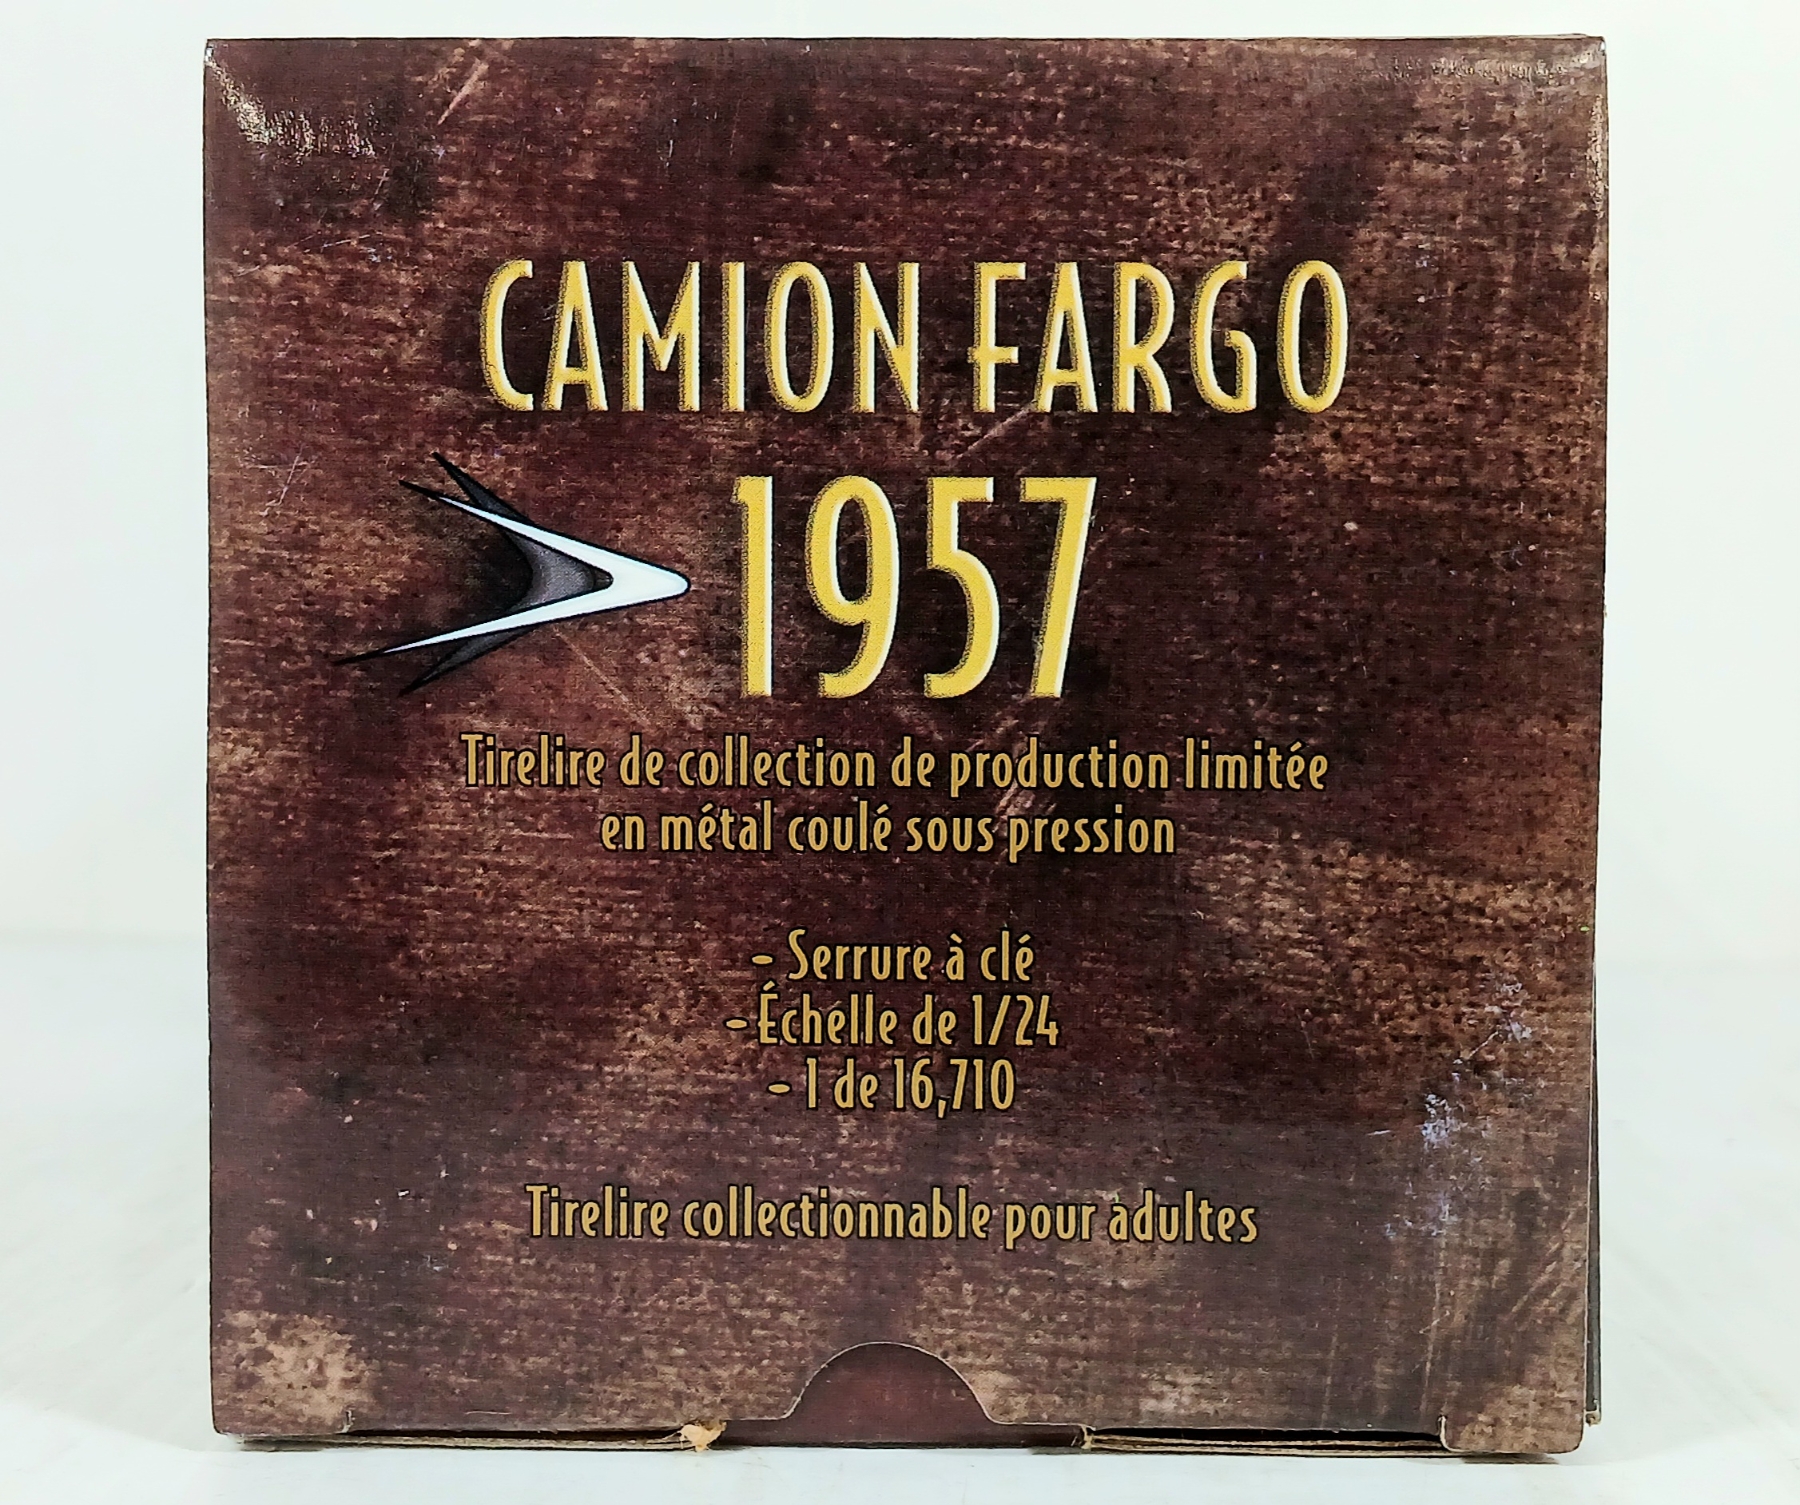 CAMION FARGO
1957
Tirelire de collection de production limitée
en métal coulé sous pression
- Serrure à clé
- Échelle de 1/24
- 1 de 16,710
Tirelire collectionnable pour adultes